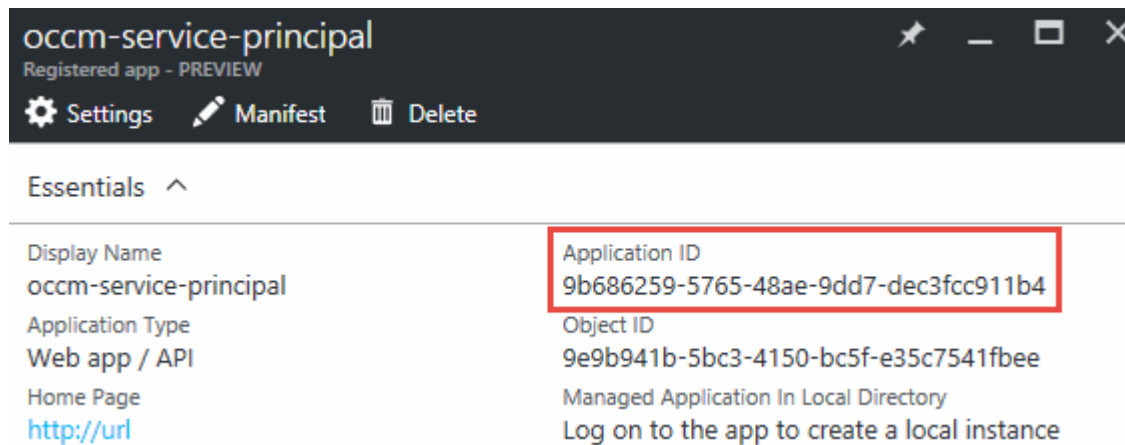 occm-service-principal
Registered app - PREVIEW
Settings Manifest Delete
Essentials
Display Name
occm-service-principal
Application Type
Web app / API
Home Page
http://url
Application ID
9b686259-5765-48ae-9dd7-dec3fcc911b4
Object ID
9e9b941b-5bc3-4150-bc5f-e35c7541fbee
Managed Application In Local Directory
Log on to the app to create a local instance